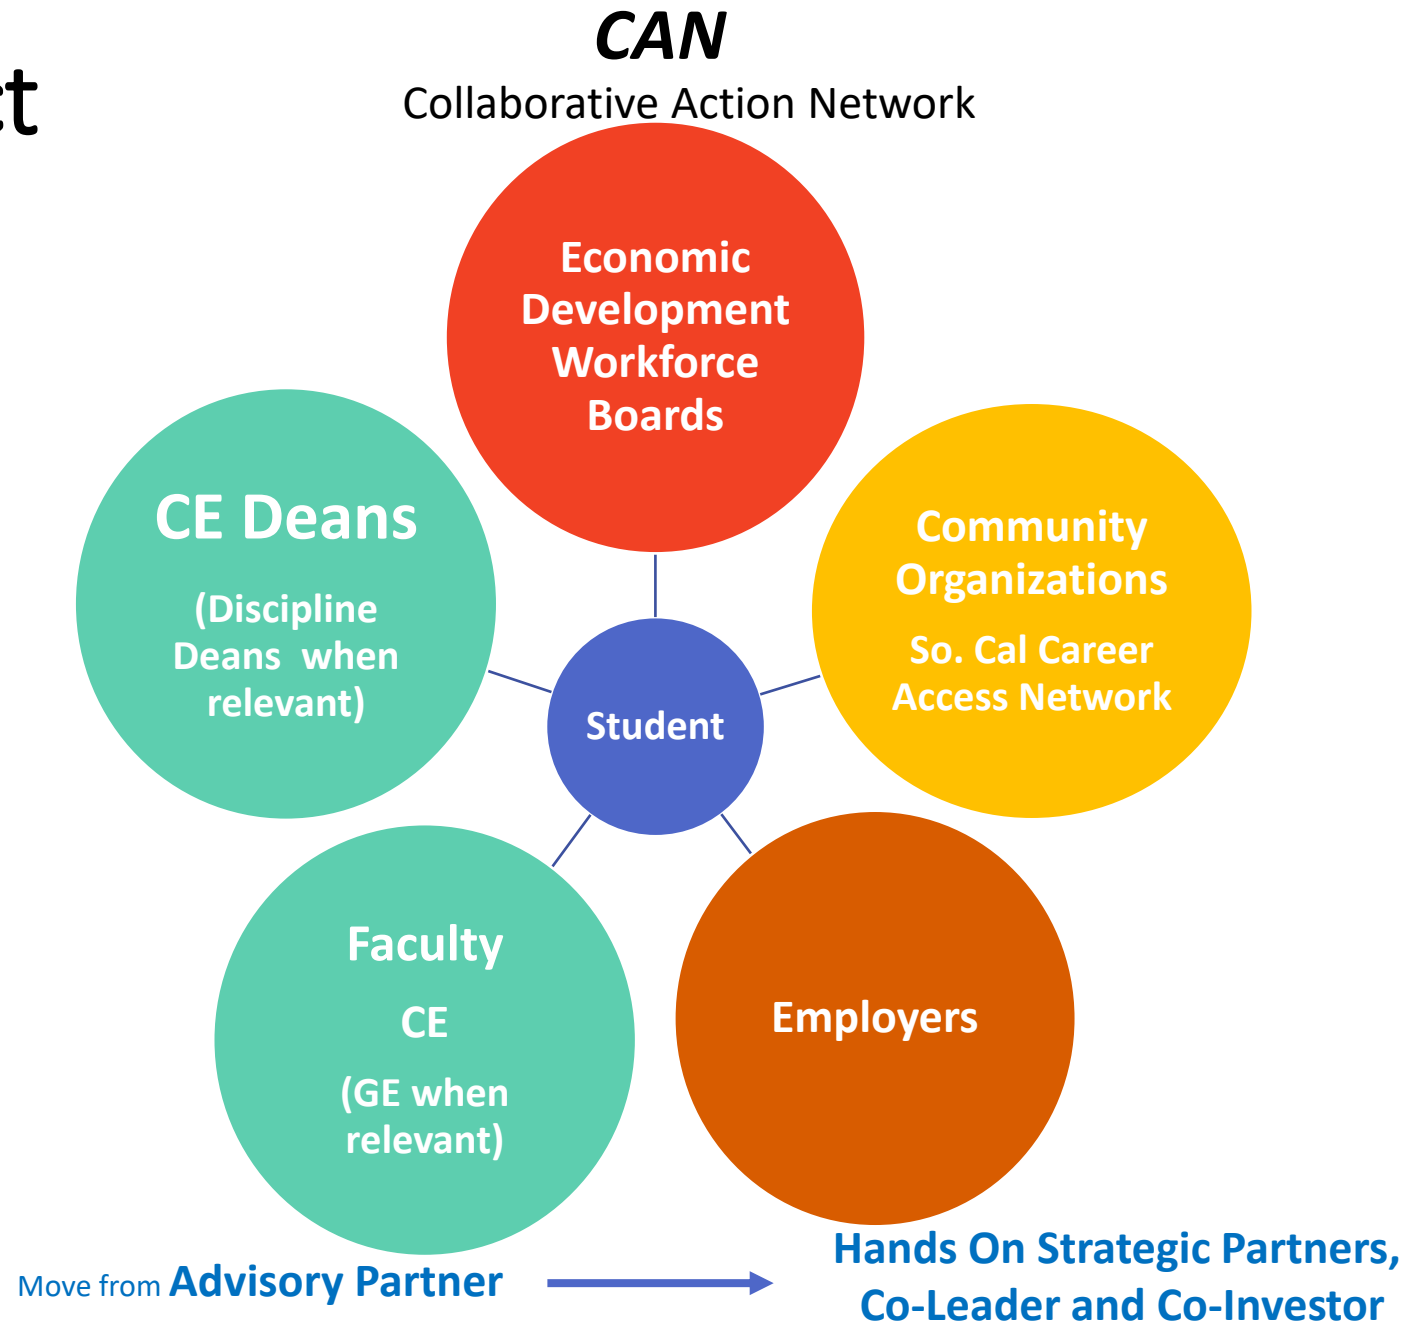 CAN
Collaborative Action Network
Economic
Development
Workforce
Boards
CE Deans
(Discipline
Deans when
relevant)
Community
Organizations
So. Cal Career
Access Network
Student
Faculty
CE
(GE when
relevant)
Employers
Move from Advisory Partner
Hands On Strategic Partners,
Co-Leader and Co-Investor